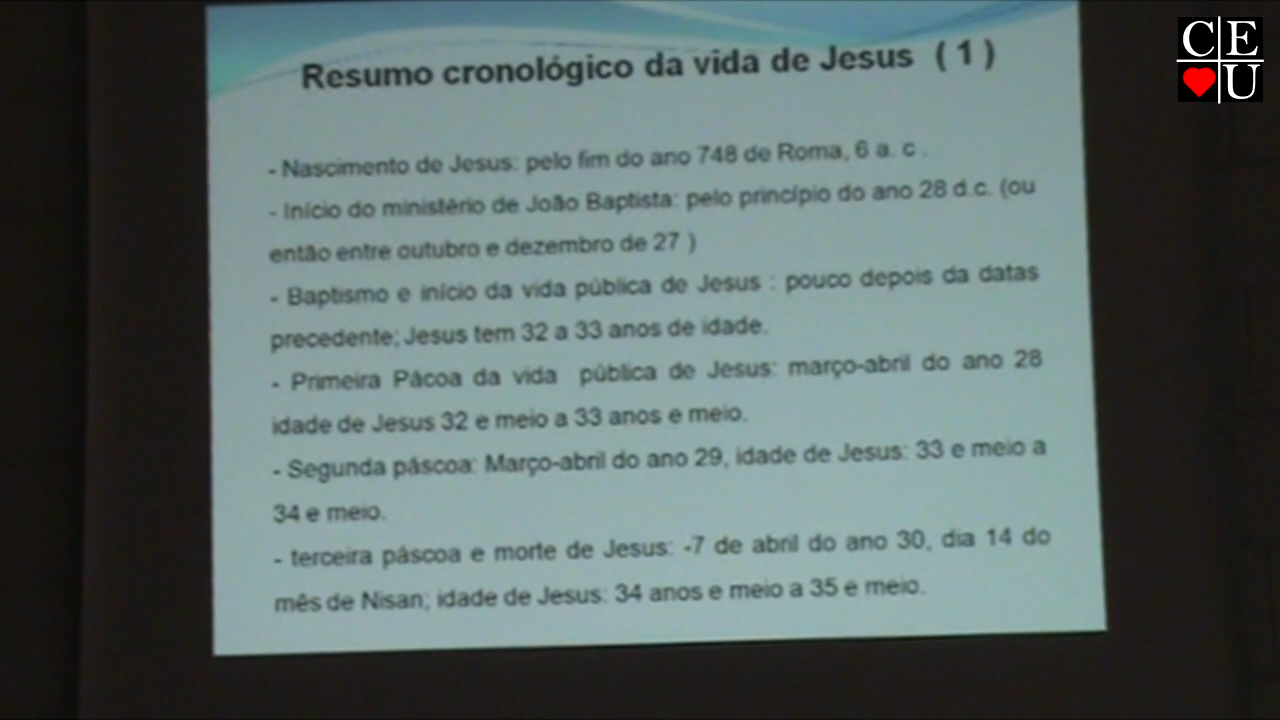 Resumo cronológico da vida de Jesus ( 1 )
- Nascimento de Jesus: pelo fim do ano 748 de Roma, 6 a. c .
- Início do ministério de João Baptista: pelo princípio do ano 28 d.c. (ou
então entre outubro e dezembro de 27 )
- Baptismo e início da vida pública de Jesus : pouco depois da datas
precedente; Jesus tem 32 a 33 anos de idade.
- Primeira Pácoa da vida pública de Jesus: março-abril do ano 28
idade de Jesus 32 e meio a 33 anos e meio.
- Segunda páscoa: Março-abril do ano 29, idade de Jesus: 33 e meio a
34 e meio.
- terceira páscoa e morte de Jesus: -7 de abril do ano 30, dia 14 do
mês de Nisan; idade de Jesus: 34 anos e meio a 35 e meio.
CE
U